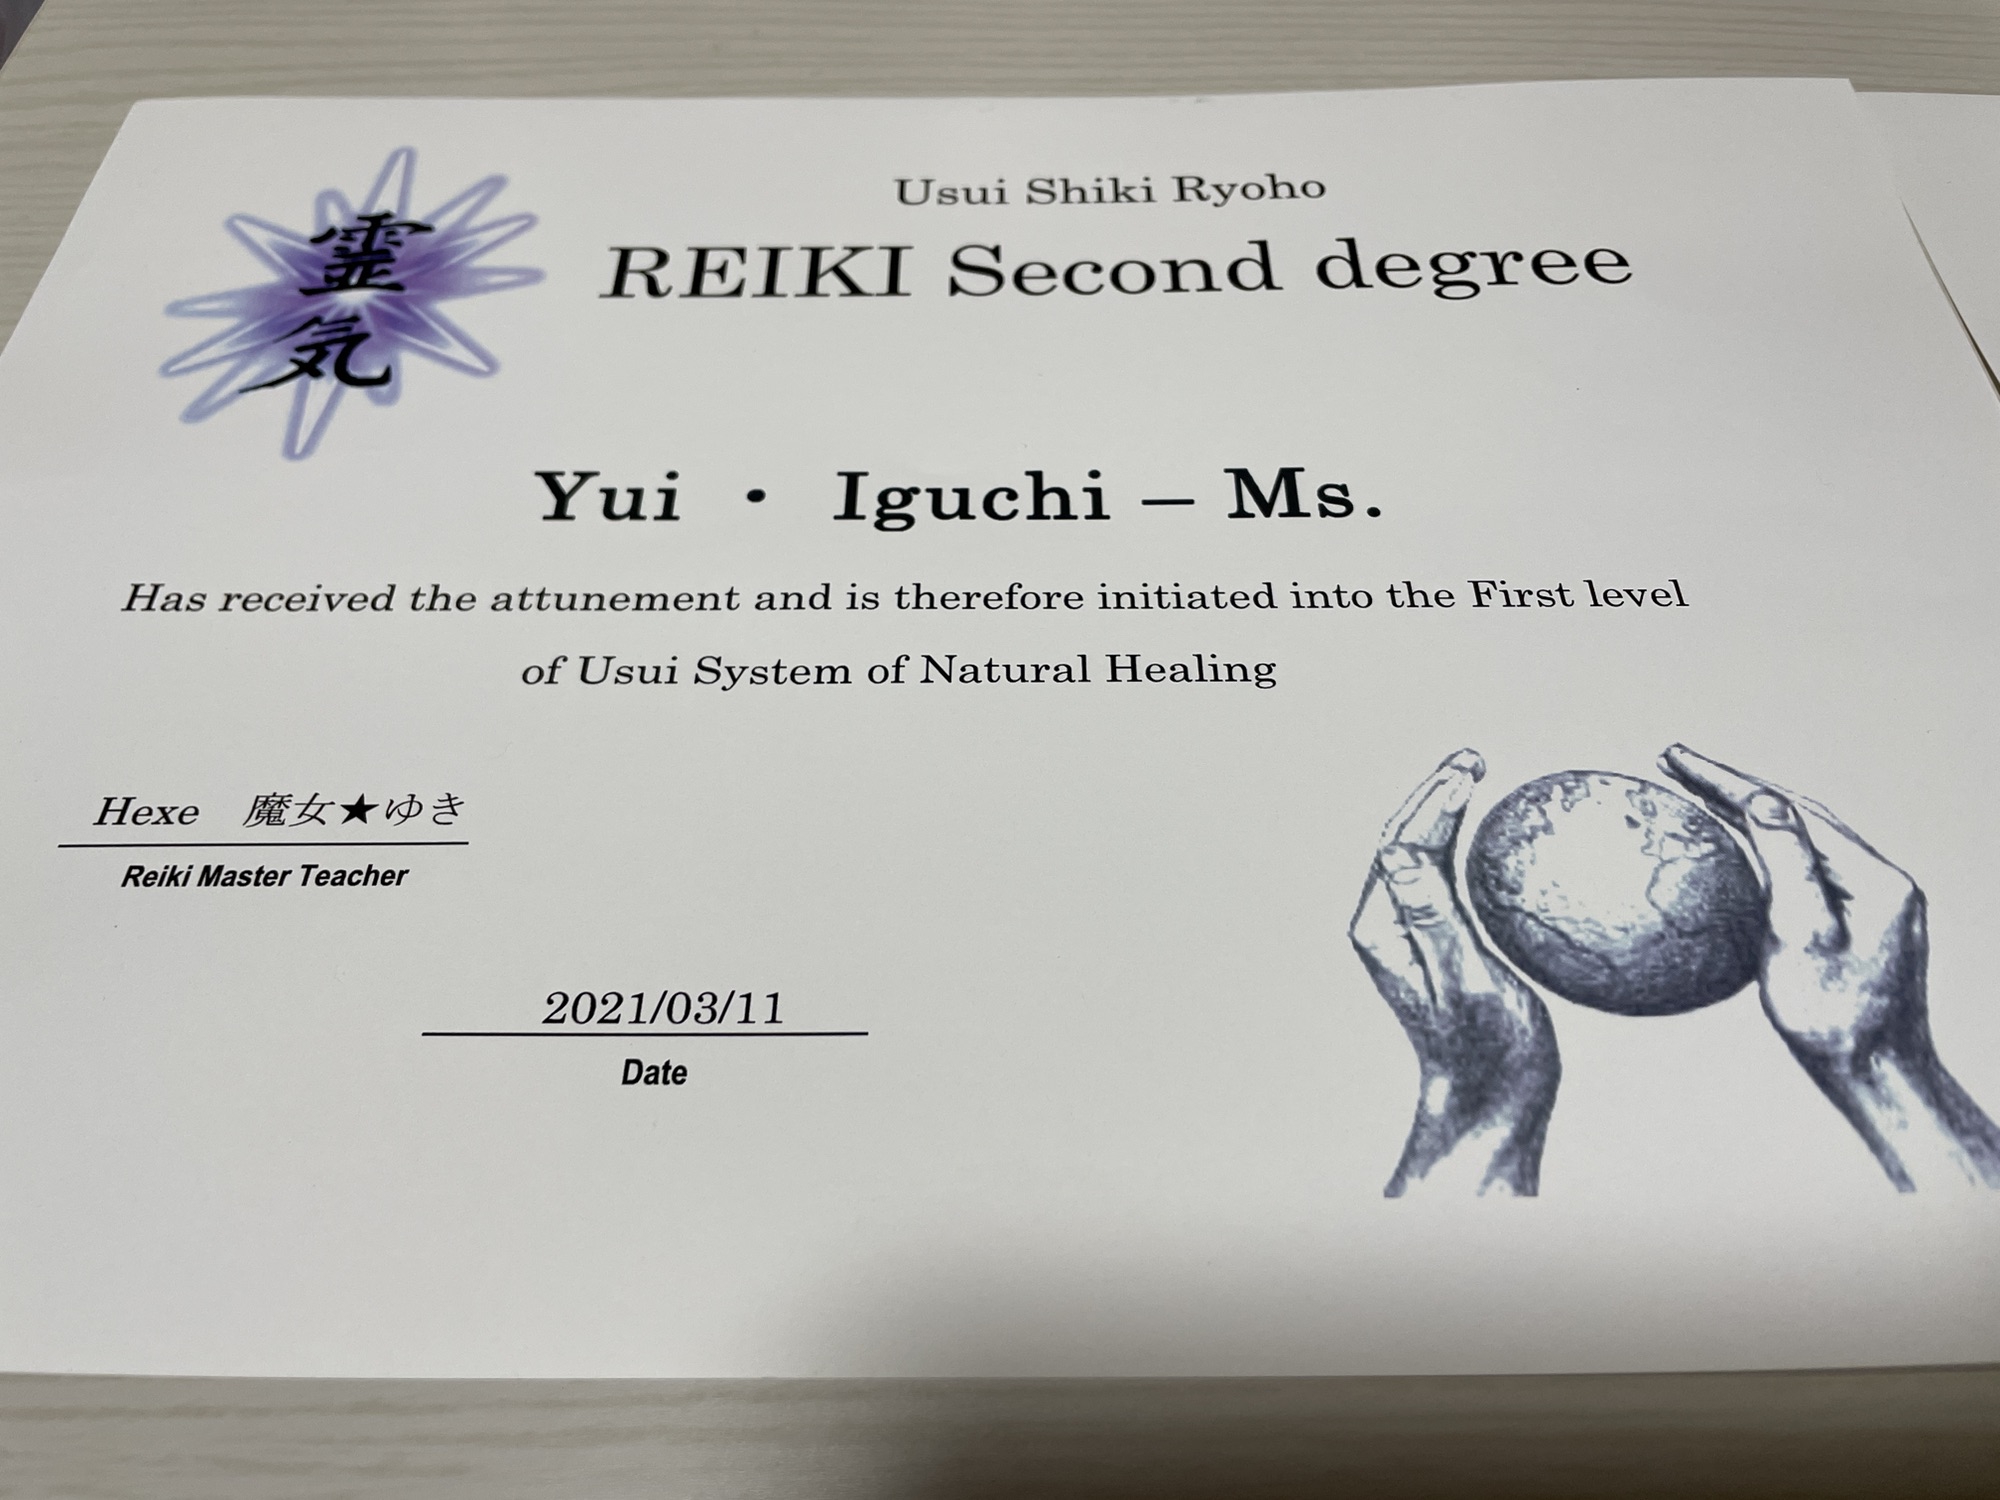 霊気
Usui Shiki Ryoho
REIKI Second degree
Yui ・ Iguchi – Ms.
Has received the attunement and is therefore initiated into the First level
of Usui System of Natural Healing
Hexe 魔女★ゆき
Reiki Master Teacher
2021/03/11
Date